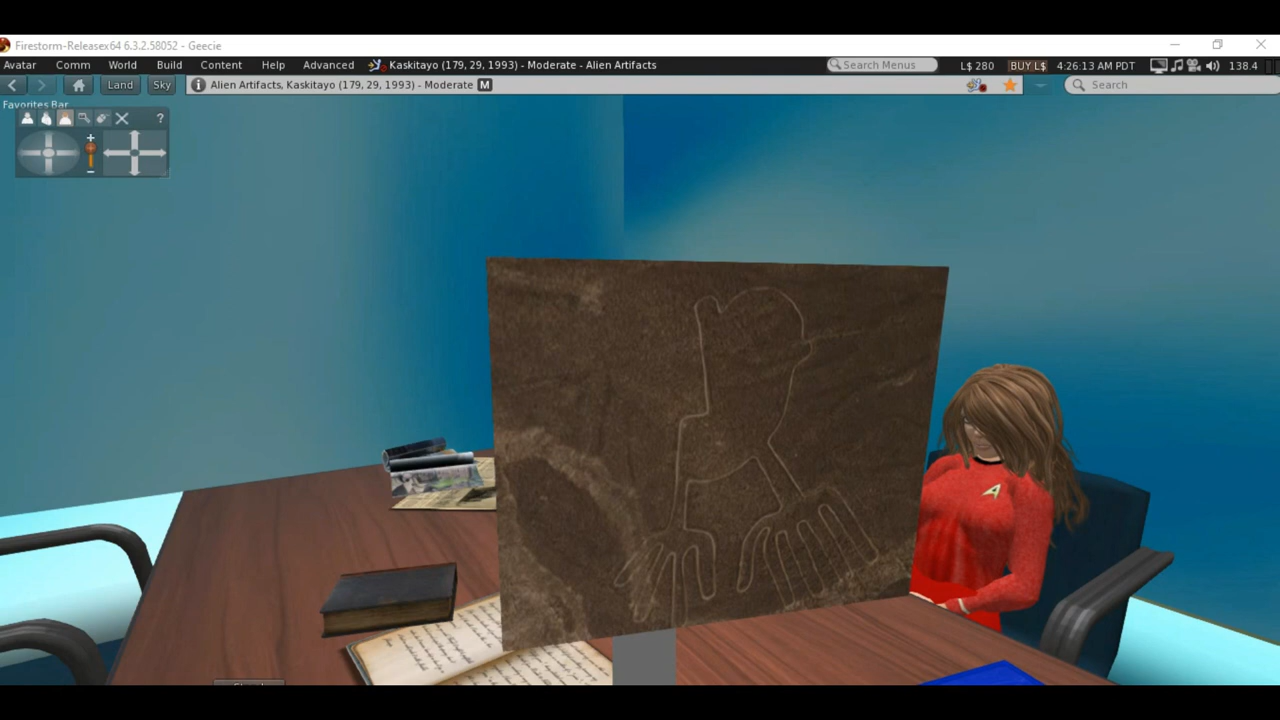 Firestorm-Releasex64 6.3.2.58052 - Geecie
Avatar Comm World Build Content Help Advanced Kaskitayo (179, 29, 1993) - Moderate - Alien Artifacts Search Menus L$ 280 BUY L$ 4:26:13 AM PDT 138.4
Land Sky Alien Artifacts, Kaskitayo (179, 29, 1993) - Moderate M Search
Favorites Bar
?